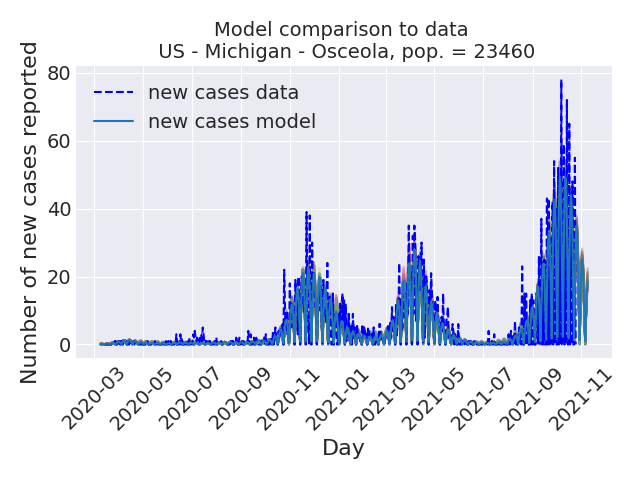 Model comparison to data
US - Michigan - Osceola, pop. = 23460
Number of new cases reported
80
60
40
20
0
new cases data
new cases model
2020-03
2020-05
2020-07
2020-09
2020-11
2021-01
2021-03
2021-05
2021-07
2021-09
2021-11
Day